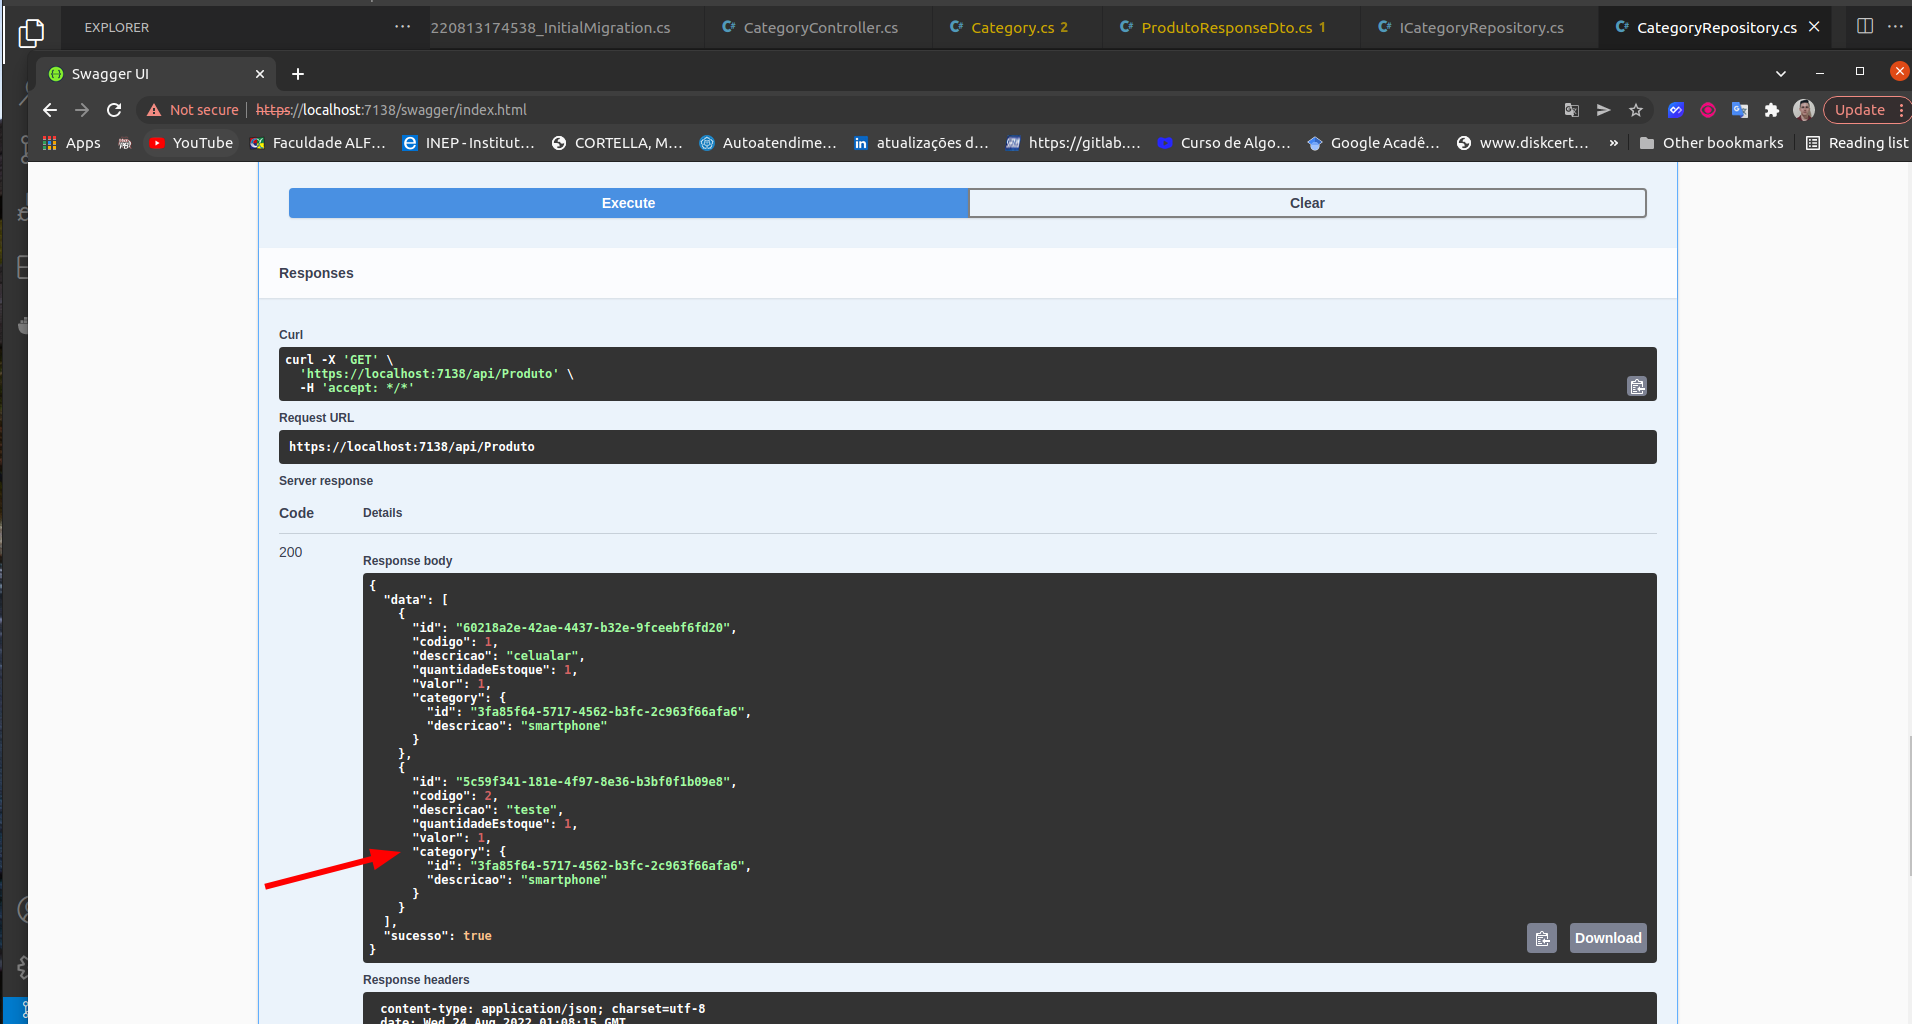 EXPLORER
220813174538_InitialMigration.cs
CategoryController.cs
Category.cs 2
ProdutoResponseDto.cs 1
ICategoryRepository.cs
CategoryRepository.cs
Swagger UI
Not secure
https://localhost:7138/swagger/index.html
Update
Apps
YouTube
Faculdade ALF...
INEP - Institut...
CORTELLA, M...
Autoatendime...
atualizações d...
https://gitlab....
Curso de Algo...
Google Acadê...
www.diskcert...
»
Other bookmarks
Reading list
Execute
Clear
Responses
Curl
curl -X 'GET' \
'https://localhost:7138/api/Produto' \
-H 'accept: */*'
Request URL
https://localhost:7138/api/Produto
Server response
Code
Details
200
Response body
{
"data": [
{
"id": "60218a2e-42ae-4437-b32e-9fceebf6fd20",
"codigo": 1,
"descricao": "celualar",
"quantidadeEstoque": 1,
"valor": 1,
"category": {
"id": "3fa85f64-5717-4562-b3fc-2c963f66afa6",
"descricao": "smartphone"
}
},
{
"id": "5c59f341-181e-4f97-8e36-b3bf0f1b09e8",
"codigo": 2,
"descricao": "teste",
"quantidadeEstoque": 1,
"valor": 1,
"category": {
"id": "3fa85f64-5717-4562-b3fc-2c963f66afa6",
"descricao": "smartphone"
}
}
],
"sucesso": true
}
Download
Response headers
content-type: application/json; charset=utf-8
date: Wed,24 Aug 2022 01:08:15 GMT